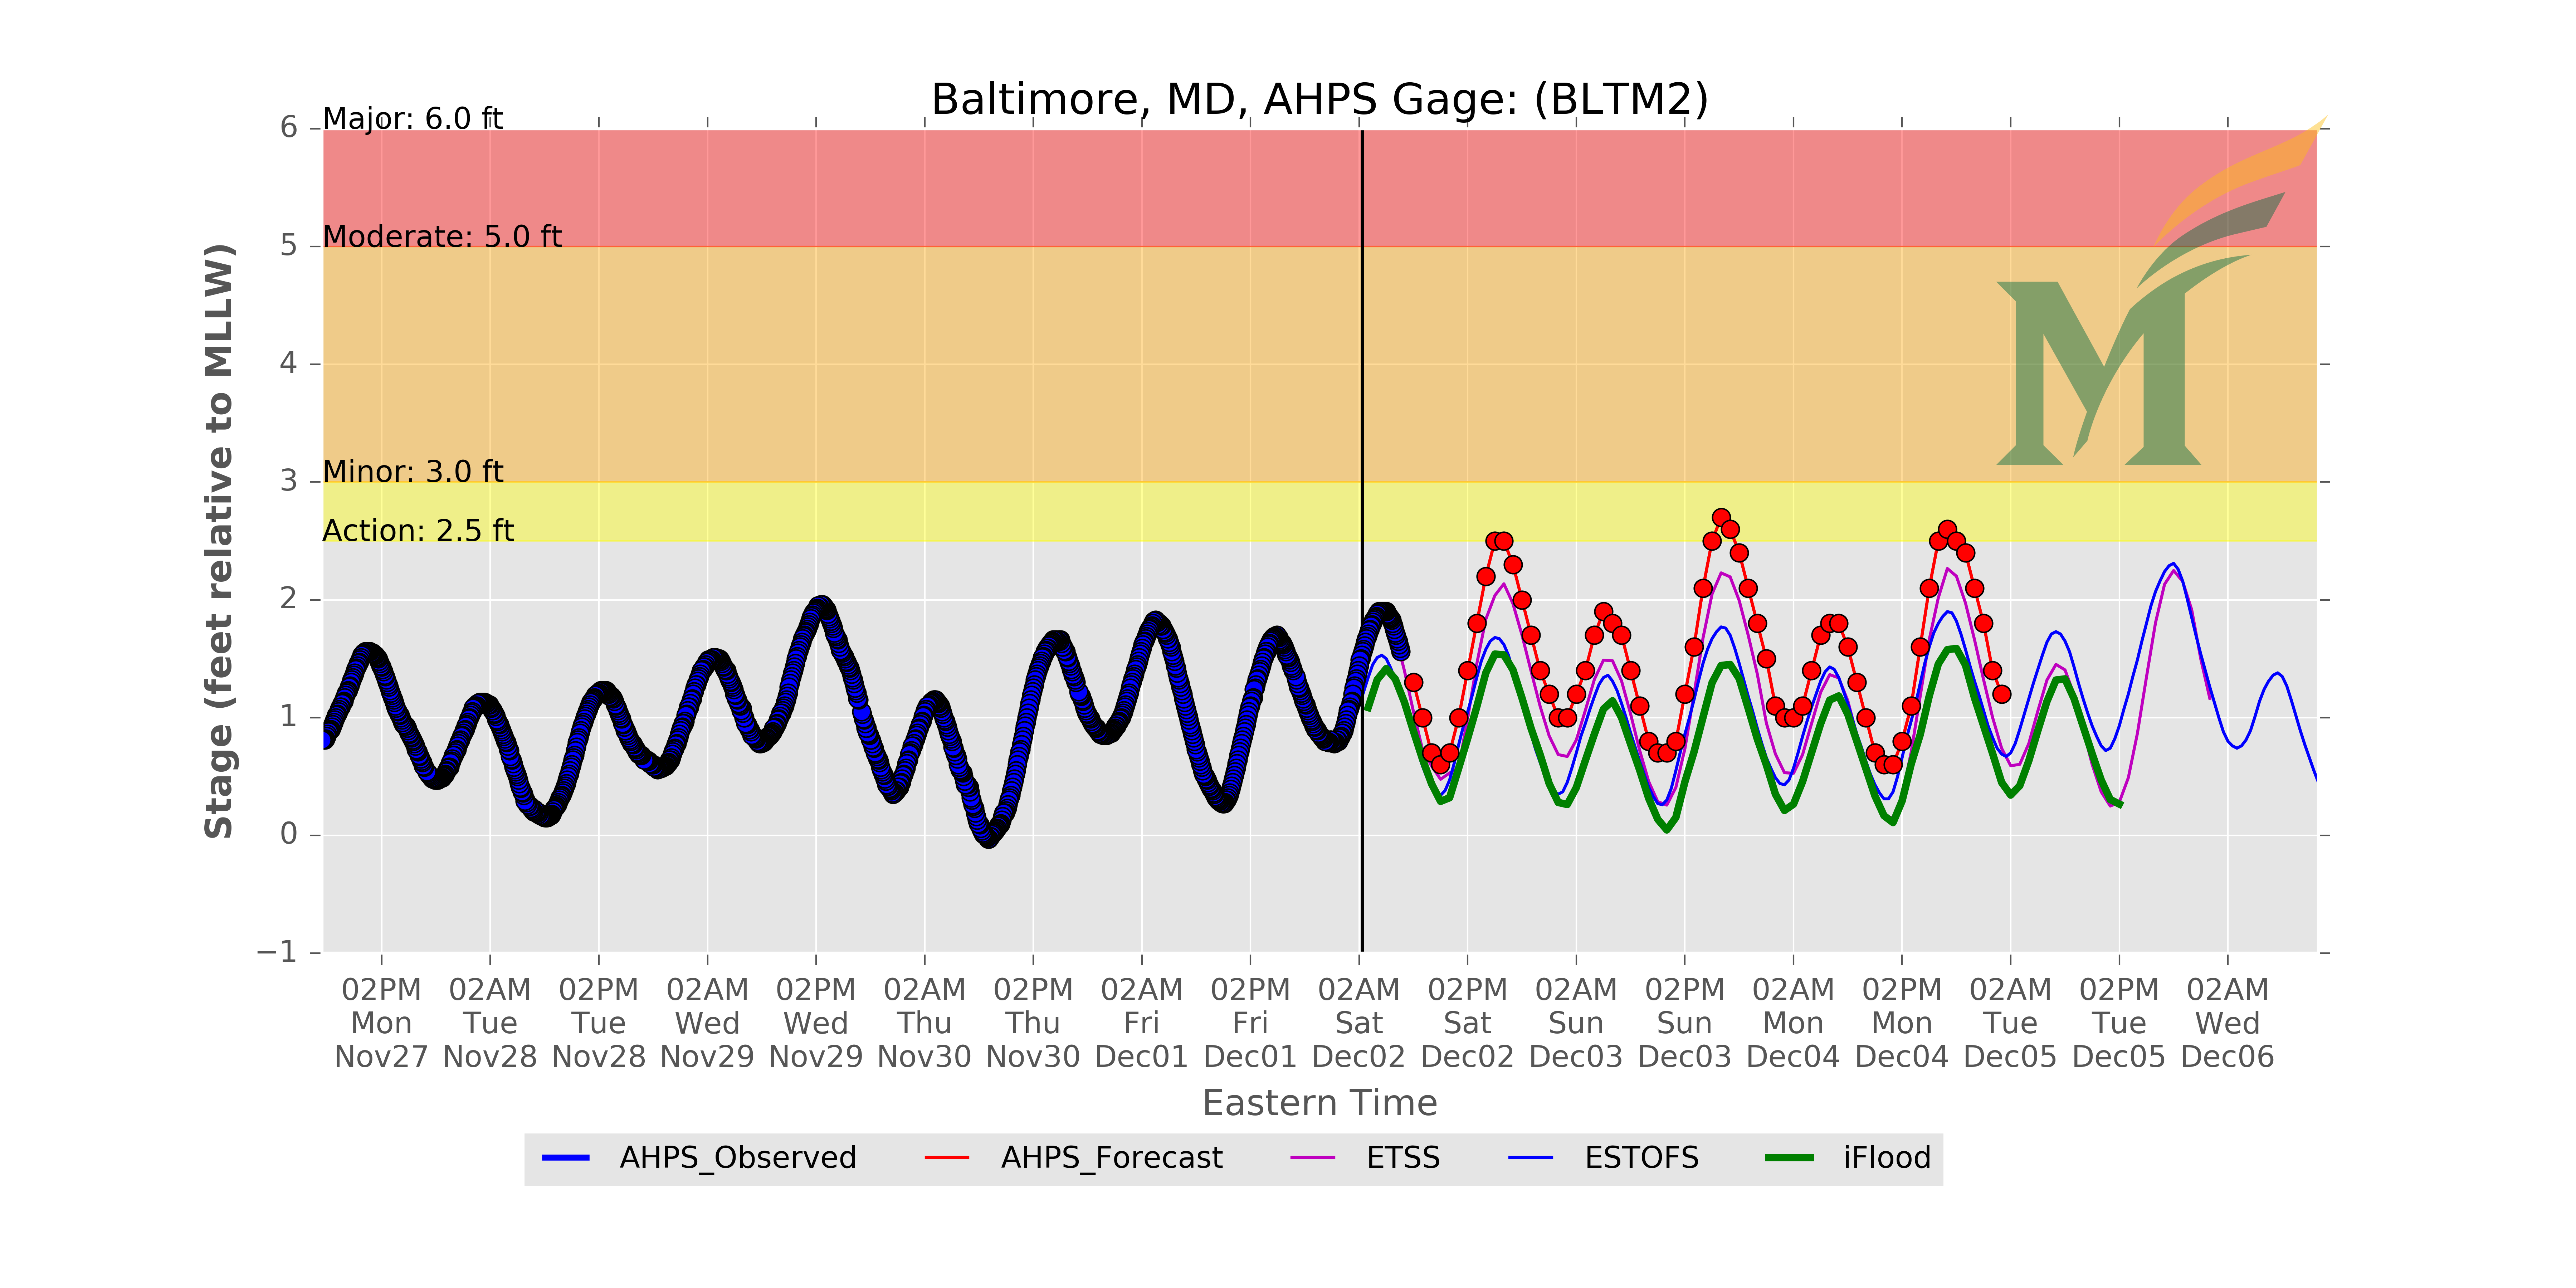 Baltimore, MD, AHPS Gage: (BLTM2)
Major: 6.0 ft
Moderate: 5.0 ft
Minor: 3.0 ft
Action: 2.5 ft
Stage (feet relative to MLLW)
6
5
4
3
2
1
0
−1
02PM 02AM 02PM 02AM 02PM 02AM 02PM 02AM 02PM 02AM 02PM 02AM 02PM 02AM 02PM 02AM 02PM 02AM
Mon Tue Tue Wed Wed Thu Thu Fri Fri Sat Sat Sun Sun Mon Mon Tue Tue Wed
Nov27 Nov28 Nov28 Nov29 Nov29 Nov30 Nov30 Dec01 Dec01 Dec02 Dec02 Dec03 Dec03 Dec04 Dec04 Dec05 Dec05 Dec06
Eastern Time
AHPS_Observed AHPS_Forecast ETSS ESTOFS iFlood
M